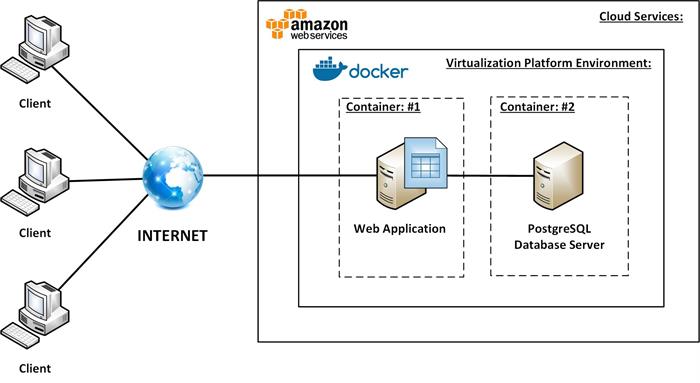 amazon
webservices
Cloud Services:
docker
Virtualization Platform Environment:
Container: #1
Container: #2
Client
Client
Client
INTERNET
Web Application
PostgreSQL
Database Server